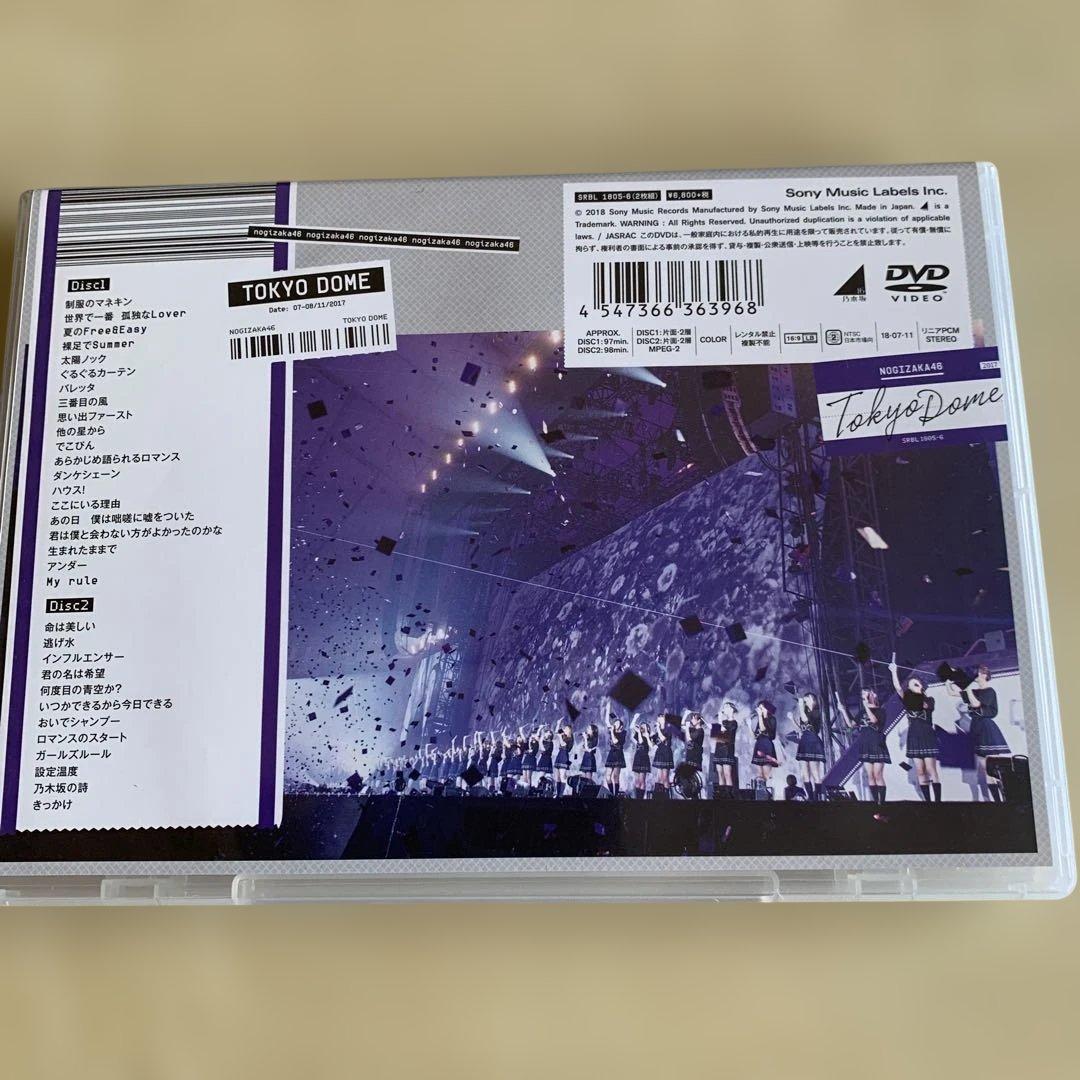 nogizaka46 nogizaka46 nogizaka46 nogizaka46 nogizaka46
Disc1
制服のマネキン
世界で一番 孤独なLover
夏のFree&Easy
裸足でSummer
太陽ノック
ぐるぐるカーテン
バレッタ
三番目の風
思い出ファースト
他の星から
でこぴん
あらかじめ語られるロマンス
ダンケシェーン
ハウス!
ここにいる理由
あの日 僕は咄嗟に嘘をついた
君は僕と会わない方がよかったのかな
生まれたままで
アンダー
My rule
Disc2
命は美しい
逃げ水
インフルエンサー
君の名は希望
何度目の青空か?
いつかできるから今日できる
おいでシャンプー
ロマンスのスタート
ガールズルール
設定温度
乃木坂の詩
きっかけ
TOKYO DOME
Date: 07-08/11/2017
NOGIZAKA46
TOKYO DOME
SRBL 1805-6(2枚組) ¥6,800+税
Sony Music Labels Inc.
© 2018 Sony Music Records Manufactured by Sony Music Labels Inc. Made in Japan. is a
Trademark. WARNING : All Rights Reserved. Unauthorized duplication is a violation of applicable
laws. / JASRAC このDVDは、一般家庭内における私的再生に用途を限って販売されています。従って有償・無償に
拘らず、権利者の書面による事前の承認を得ず、貸与・複製・公衆送信・上映等を行うことを禁止致します。
4 547366 363968
46
乃木坂
DVD
VIDEO
APPROX.
DISC1: 97min.
DISC2: 98min.
DISC1:片面・2層
DISC2:片面・2層
MPEG-2
COLOR
レンタル禁止
複製不能
16:9 LB
2
NTSC
日本市場向
18・07・11
リニアPCM
STEREO
NOGIZAKA46
2017
TokyoDome
SRBL 1805-6